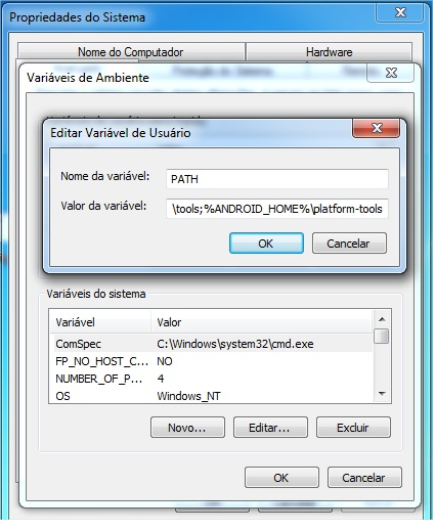 Propriedades do Sistema
Nome do Computador
Hardware
Variáveis de Ambiente
Editar Variável de Usuário
Nome da variável:
PATH
Valor da variável:
\tools;%ANDROID_HOME%\platform-tools
OK
Cancelar
Variáveis do sistema
Variável
Valor
ComSpec
C:\Windows\system32\cmd.exe
FP_NO_HOST_C...
NO
NUMBER_OF_P...
4
OS
Windows_NT
Novo...
Editar...
Excluir
OK
Cancelar